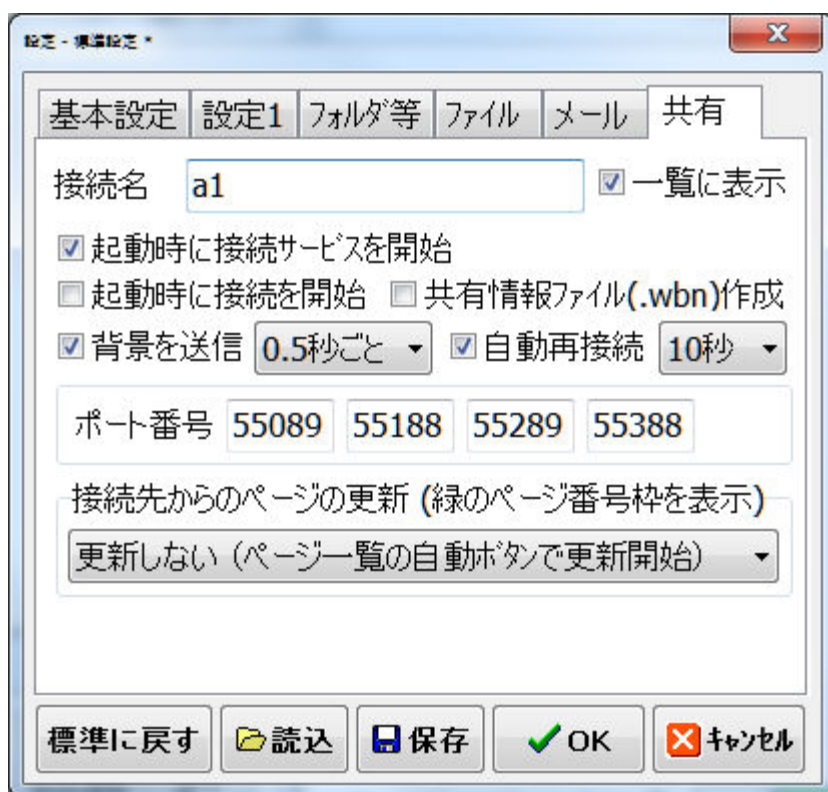 設定 - 標準設定 *
基本設定 設定1 フォルダ等 ファイル メール 共有
接続名 a1 一覧に表示
起動時に接続サービスを開始
起動時に接続を開始 共有情報ファイル(.wbn)作成
背景を送信 0.5秒ごと 自動再接続 10秒
ポート番号 55089 55188 55289 55388
接続先からのページの更新 (緑のページ番号枠を表示)
更新しない (ページ一覧の自動ボタンで更新開始)
標準に戻す 読込 保存 OK キャンセル